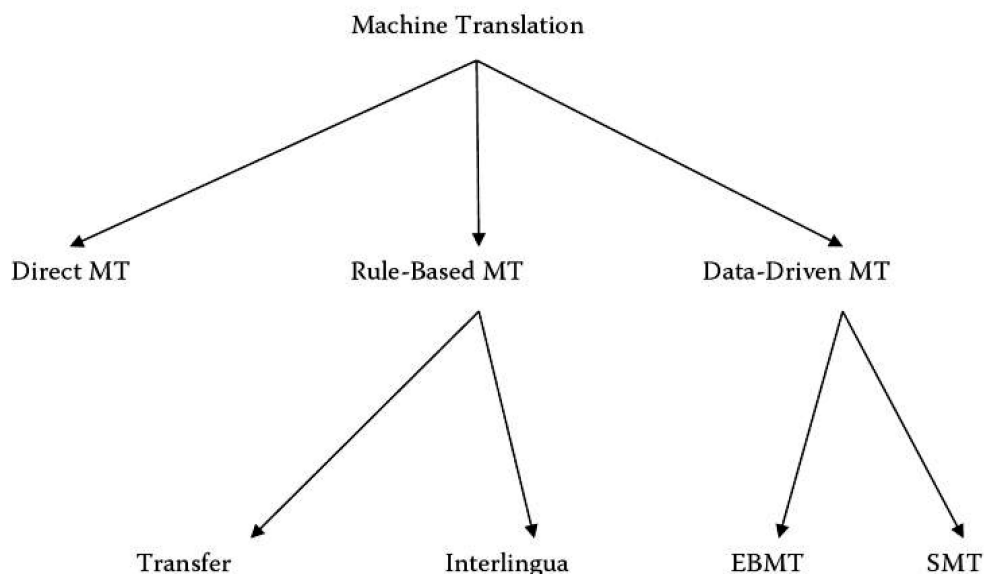 Machine Translation
Direct MT
Rule-Based MT
Data-Driven MT
Transfer
Interlingua
EBMT
SMT